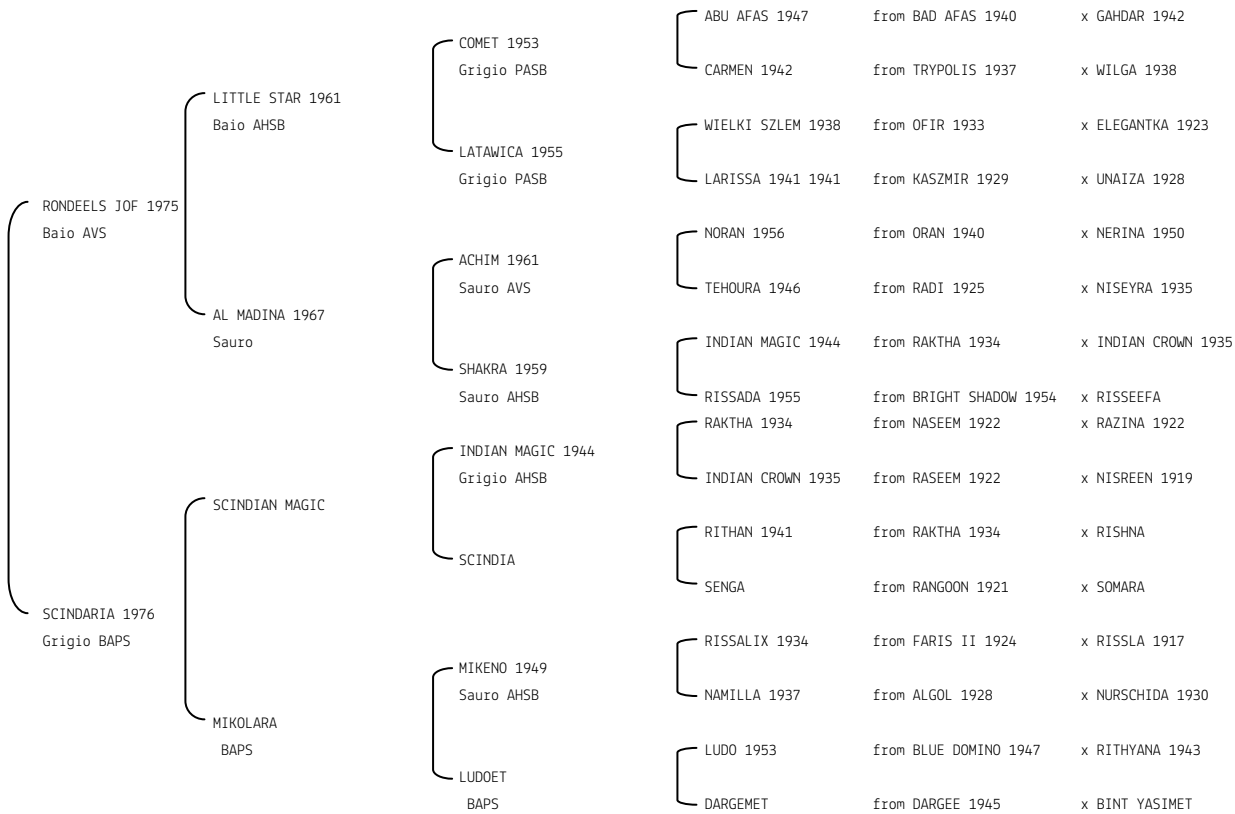 ABU AFAS 1947 from BAD AFAS 1940 x GAHDAR 1942
COMET 1953
Grigio PASB
CARMEN 1942 from TRYPOLIS 1937 x WILGA 1938
LITTLE STAR 1961
Baio AHSB
WIELKI SZLEM 1938 from OFIR 1933 x ELEGANTKA 1923
LATAWICA 1955
Grigio PASB
LARISSA 1941 1941 from KASZMIR 1929 x UNAIZA 1928
RONDEELS JOF 1975
Baio AVS
NORAN 1956 from ORAN 1940 x NERINA 1950
ACHIM 1961
Sauro AVS
TEHOURA 1946 from RADI 1925 x NISEYRA 1935
AL MADINA 1967
Sauro
INDIAN MAGIC 1944 from RAKTHA 1934 x INDIAN CROWN 1935
SHAKRA 1959
Sauro AHSB
RISSADA 1955 from BRIGHT SHADOW 1954 x RISSEEFA
RAKTHA 1934 from NASEEM 1922 x RAZINA 1922
INDIAN MAGIC 1944
Grigio AHSB
INDIAN CROWN 1935 from RASEEM 1922 x NISREEN 1919
SCINDIAN MAGIC
RITHAN 1941 from RAKTHA 1934 x RISHNA
SCINDIA
SENGA from RANGOON 1921 x SOMARA
SCINDARIA 1976
Grigio BAPS
RISSALIX 1934 from FARIS II 1924 x RISSLA 1917
MIKENO 1949
Sauro AHSB
NAMILLA 1937 from ALGOL 1928 x NURSCHIDA 1930
MIKOLARA
BAPS
LUDO 1953 from BLUE DOMINO 1947 x RITHYANA 1943
LUDOET
BAPS
DARGEMET from DARGEE 1945 x BINT YASIMET